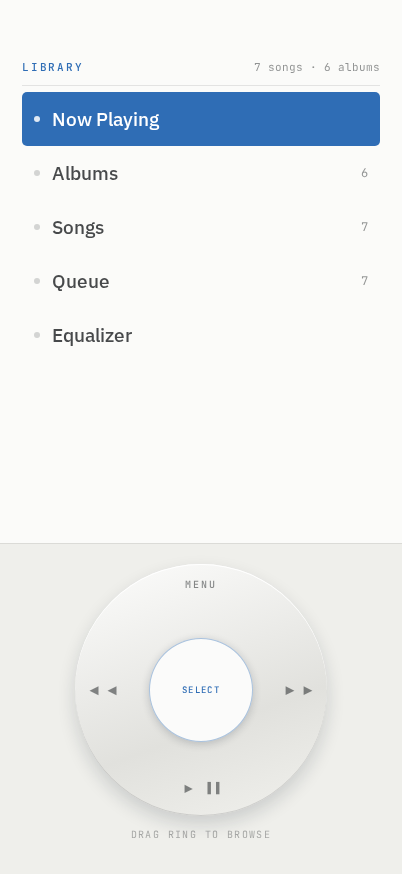 LIBRARY 7 songs · 6 albums
Now Playing
Albums 6
Songs 7
Queue 7
Equalizer
MENU
SELECT
DRAG RING TO BROWSE